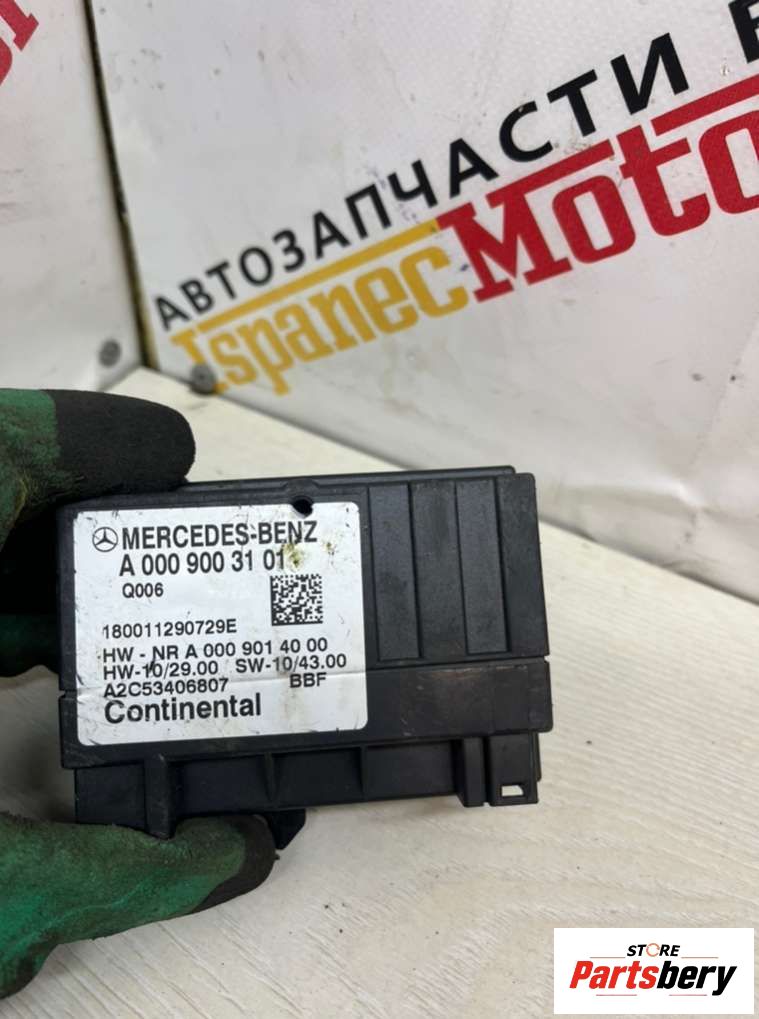 АВТОЗАПЧАСТИ
IspanecMoto
MERCEDES-BENZ
A 000 900 31 01
Q006
180011290729E
HW - NR A 000 901 40 00
HW-10/29.00 SW-10/43.00
A2C53406807 BBF
Continental
STORE
Partsbery